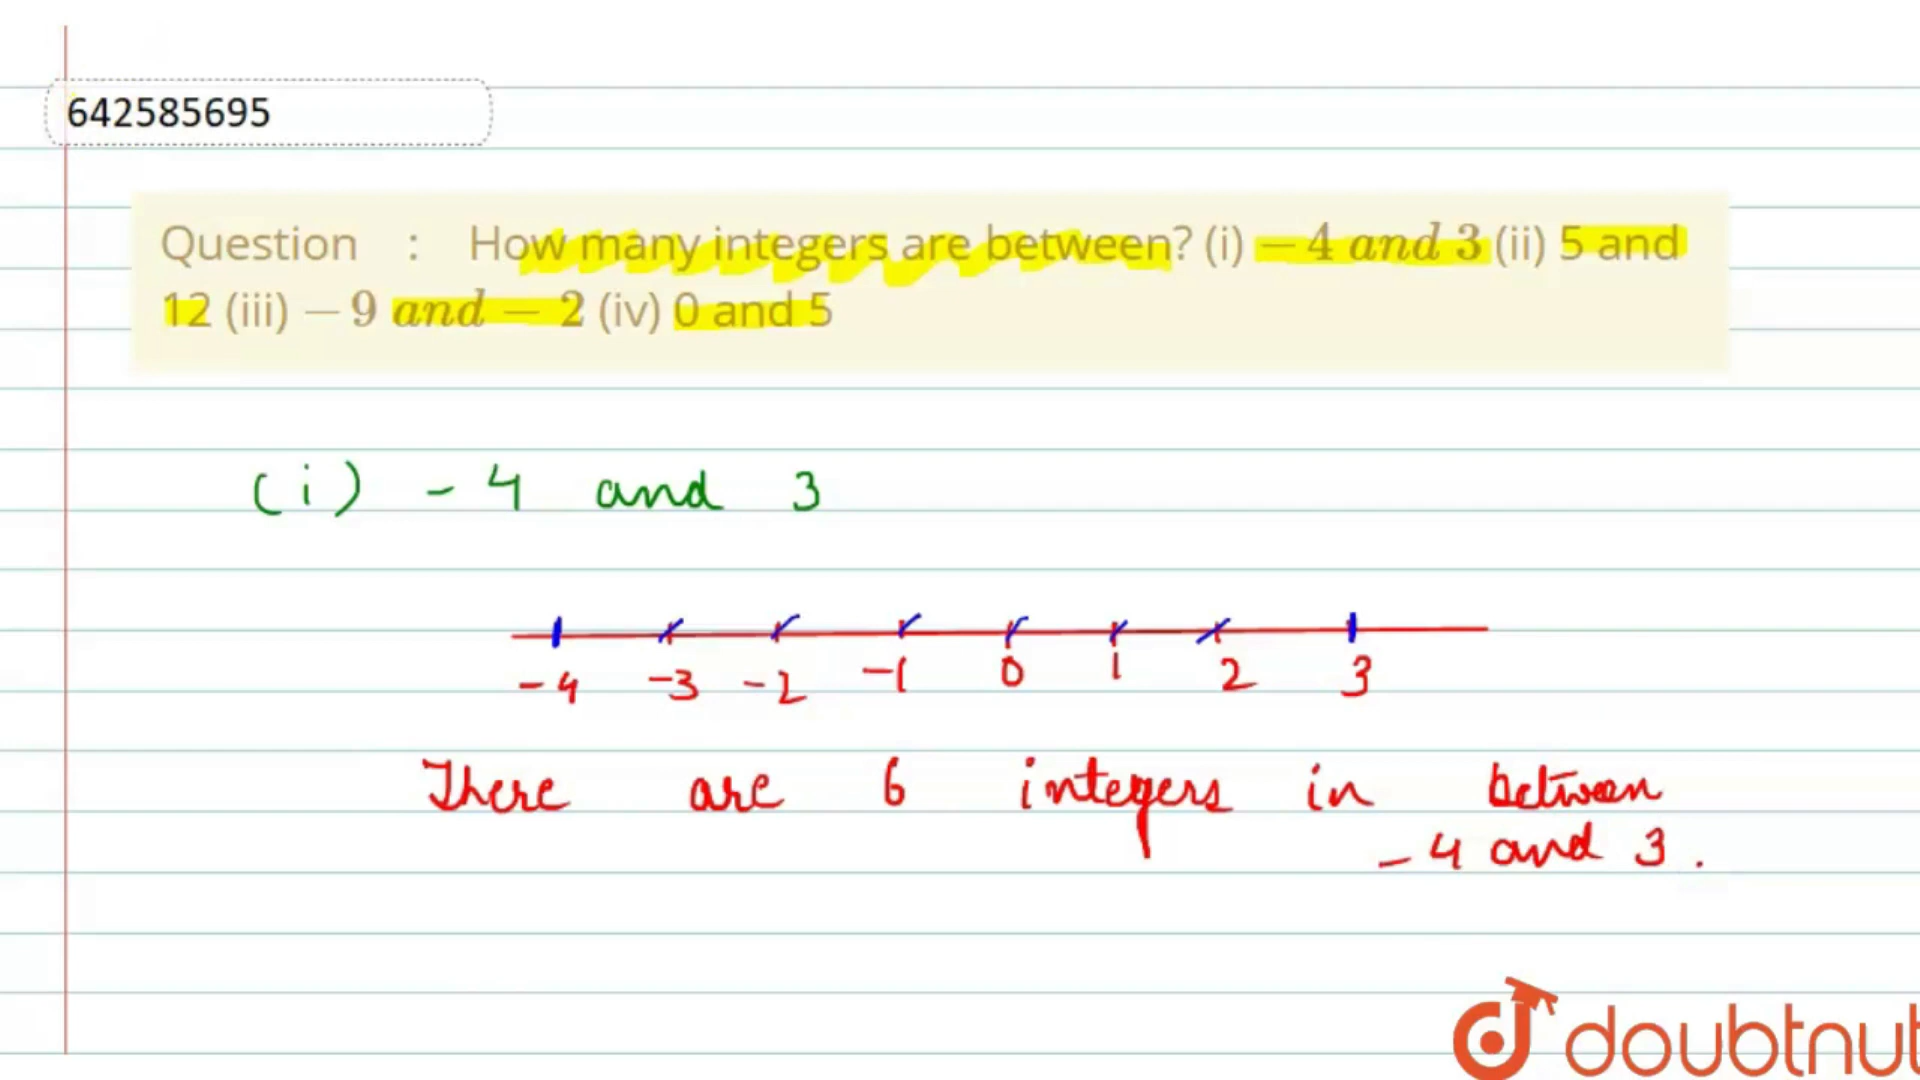 642585695
Question : How many integers are between? (i) −4 and 3 (ii) 5 and
12 (iii) −9 and −2 (iv) 0 and 5
(i) -4 and 3
-4 -3 -2 -1 0 1 2 3
There are 6 integers in between
-4 and 3.
doubtnut